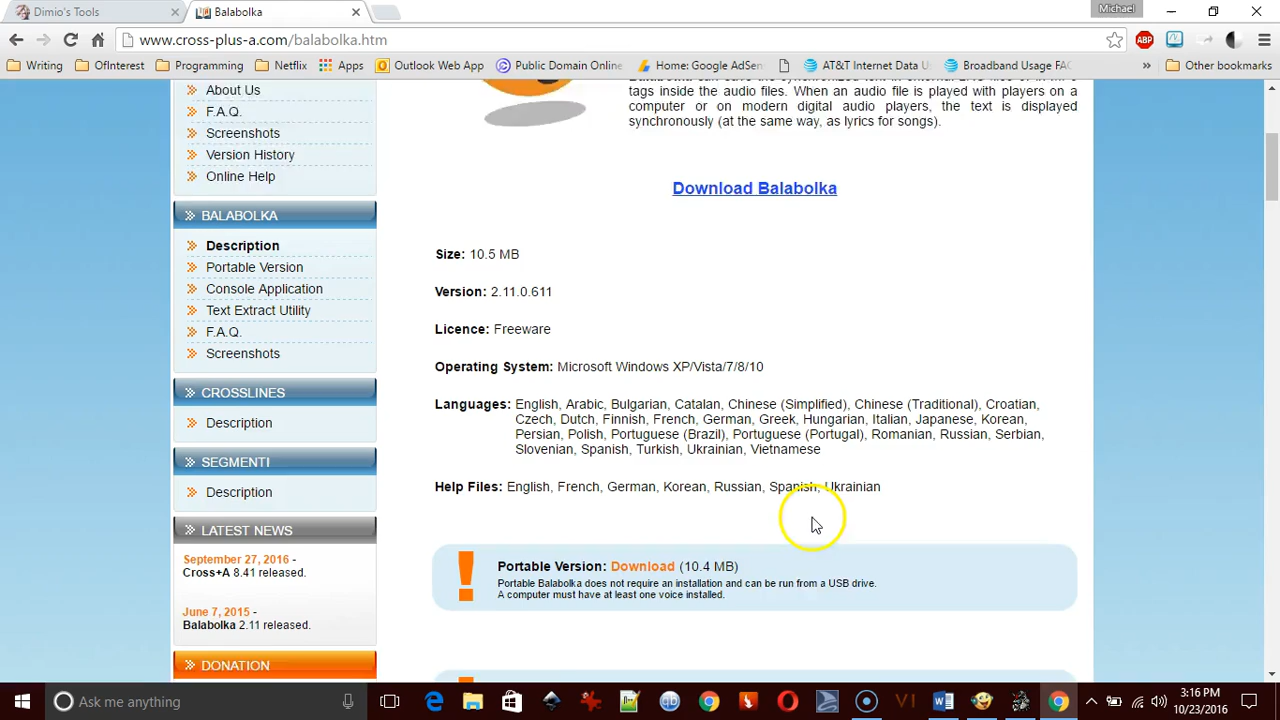 Dimio's Tools
Balabolka
Michael
www.cross-plus-a.com/balabolka.htm
Writing
OfInterest
Programming
Netflix
Apps
Outlook Web App
Public Domain Online
Home: Google AdSen
AT&T Internet Data U
Broadband Usage FAQ
Other bookmarks
About Us
F.A.Q.
Screenshots
Version History
Online Help
BALABOLKA
Description
Portable Version
Console Application
Text Extract Utility
F.A.Q.
Screenshots
CROSSLINES
Description
SEGMENTI
Description
LATEST NEWS
September 27, 2016 -
Cross+A 8.41 released.
June 7, 2015 -
Balabolka 2.11 released.
DONATION
tags inside the audio files. When an audio file is played with players on a
computer or on modern digital audio players, the text is displayed
synchronously (at the same way, as lyrics for songs).
Download Balabolka
Size: 10.5 MB
Version: 2.11.0.611
Licence: Freeware
Operating System: Microsoft Windows XP/Vista/7/8/10
Languages: English, Arabic, Bulgarian, Catalan, Chinese (Simplified), Chinese (Traditional), Croatian,
Czech, Dutch, Finnish, French, German, Greek, Hungarian, Italian, Japanese, Korean,
Persian, Polish, Portuguese (Brazil), Portuguese (Portugal), Romanian, Russian, Serbian,
Slovenian, Spanish, Turkish, Ukrainian, Vietnamese
Help Files: English, French, German, Korean, Russian, Spanish, Ukrainian
! Portable Version: Download (10.4 MB)
Portable Balabolka does not require an installation and can be run from a USB drive.
A computer must have at least one voice installed.
Ask me anything
3:16 PM
10/23/2016